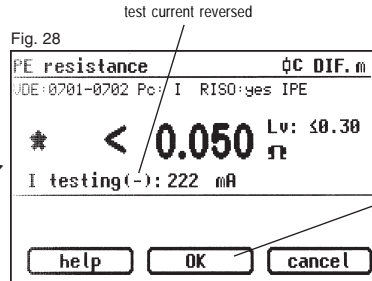 test current reversed
Fig. 28
PE resistance ϕC DIF. m
VDE:0701-0702 Pc: I RISO:yes IPE
* < 0.050 Ω Lv: ≤0.30
I testing(-): 222 mA
help OK cancel